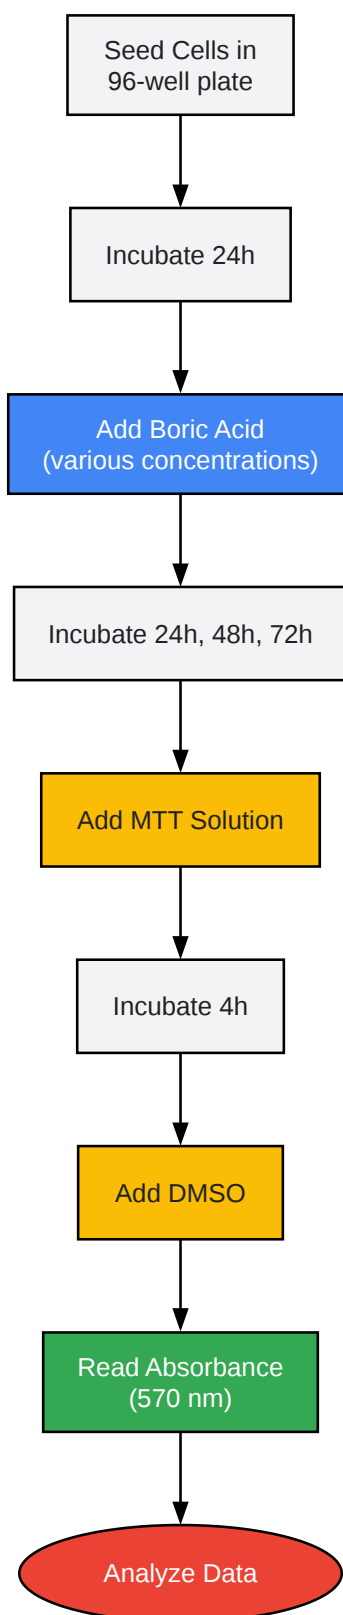 Seed Cells in
96-well plate
Incubate 24h
Add Boric Acid
(various concentrations)
Incubate 24h, 48h, 72h
Add MTT Solution
Incubate 4h
Add DMSO
Read Absorbance
(570 nm)
Analyze Data